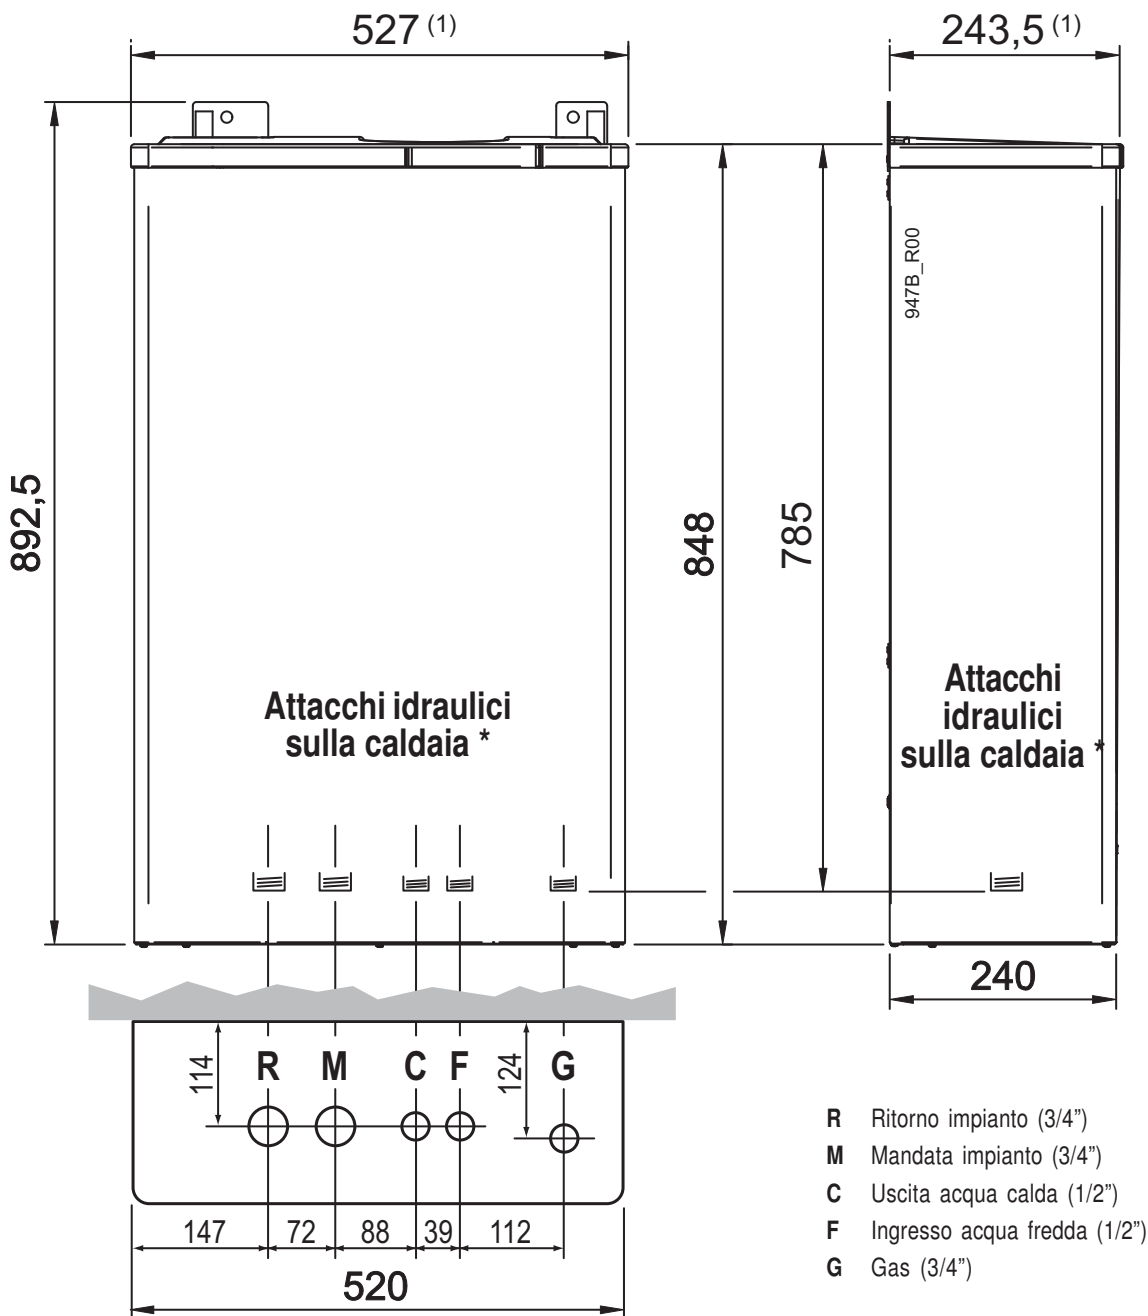 527 (1)
243,5 (1)
947B_R00
892,5
848
785
Attacchi idraulici
sulla caldaia *
Attacchi
idraulici
sulla caldaia *
240
114
R M C F
124
G
147 72 88 39 112
520
R Ritorno impianto (3/4”)
M Mandata impianto (3/4”)
C Uscita acqua calda (1/2”)
F Ingresso acqua fredda (1/2”)
G Gas (3/4”)